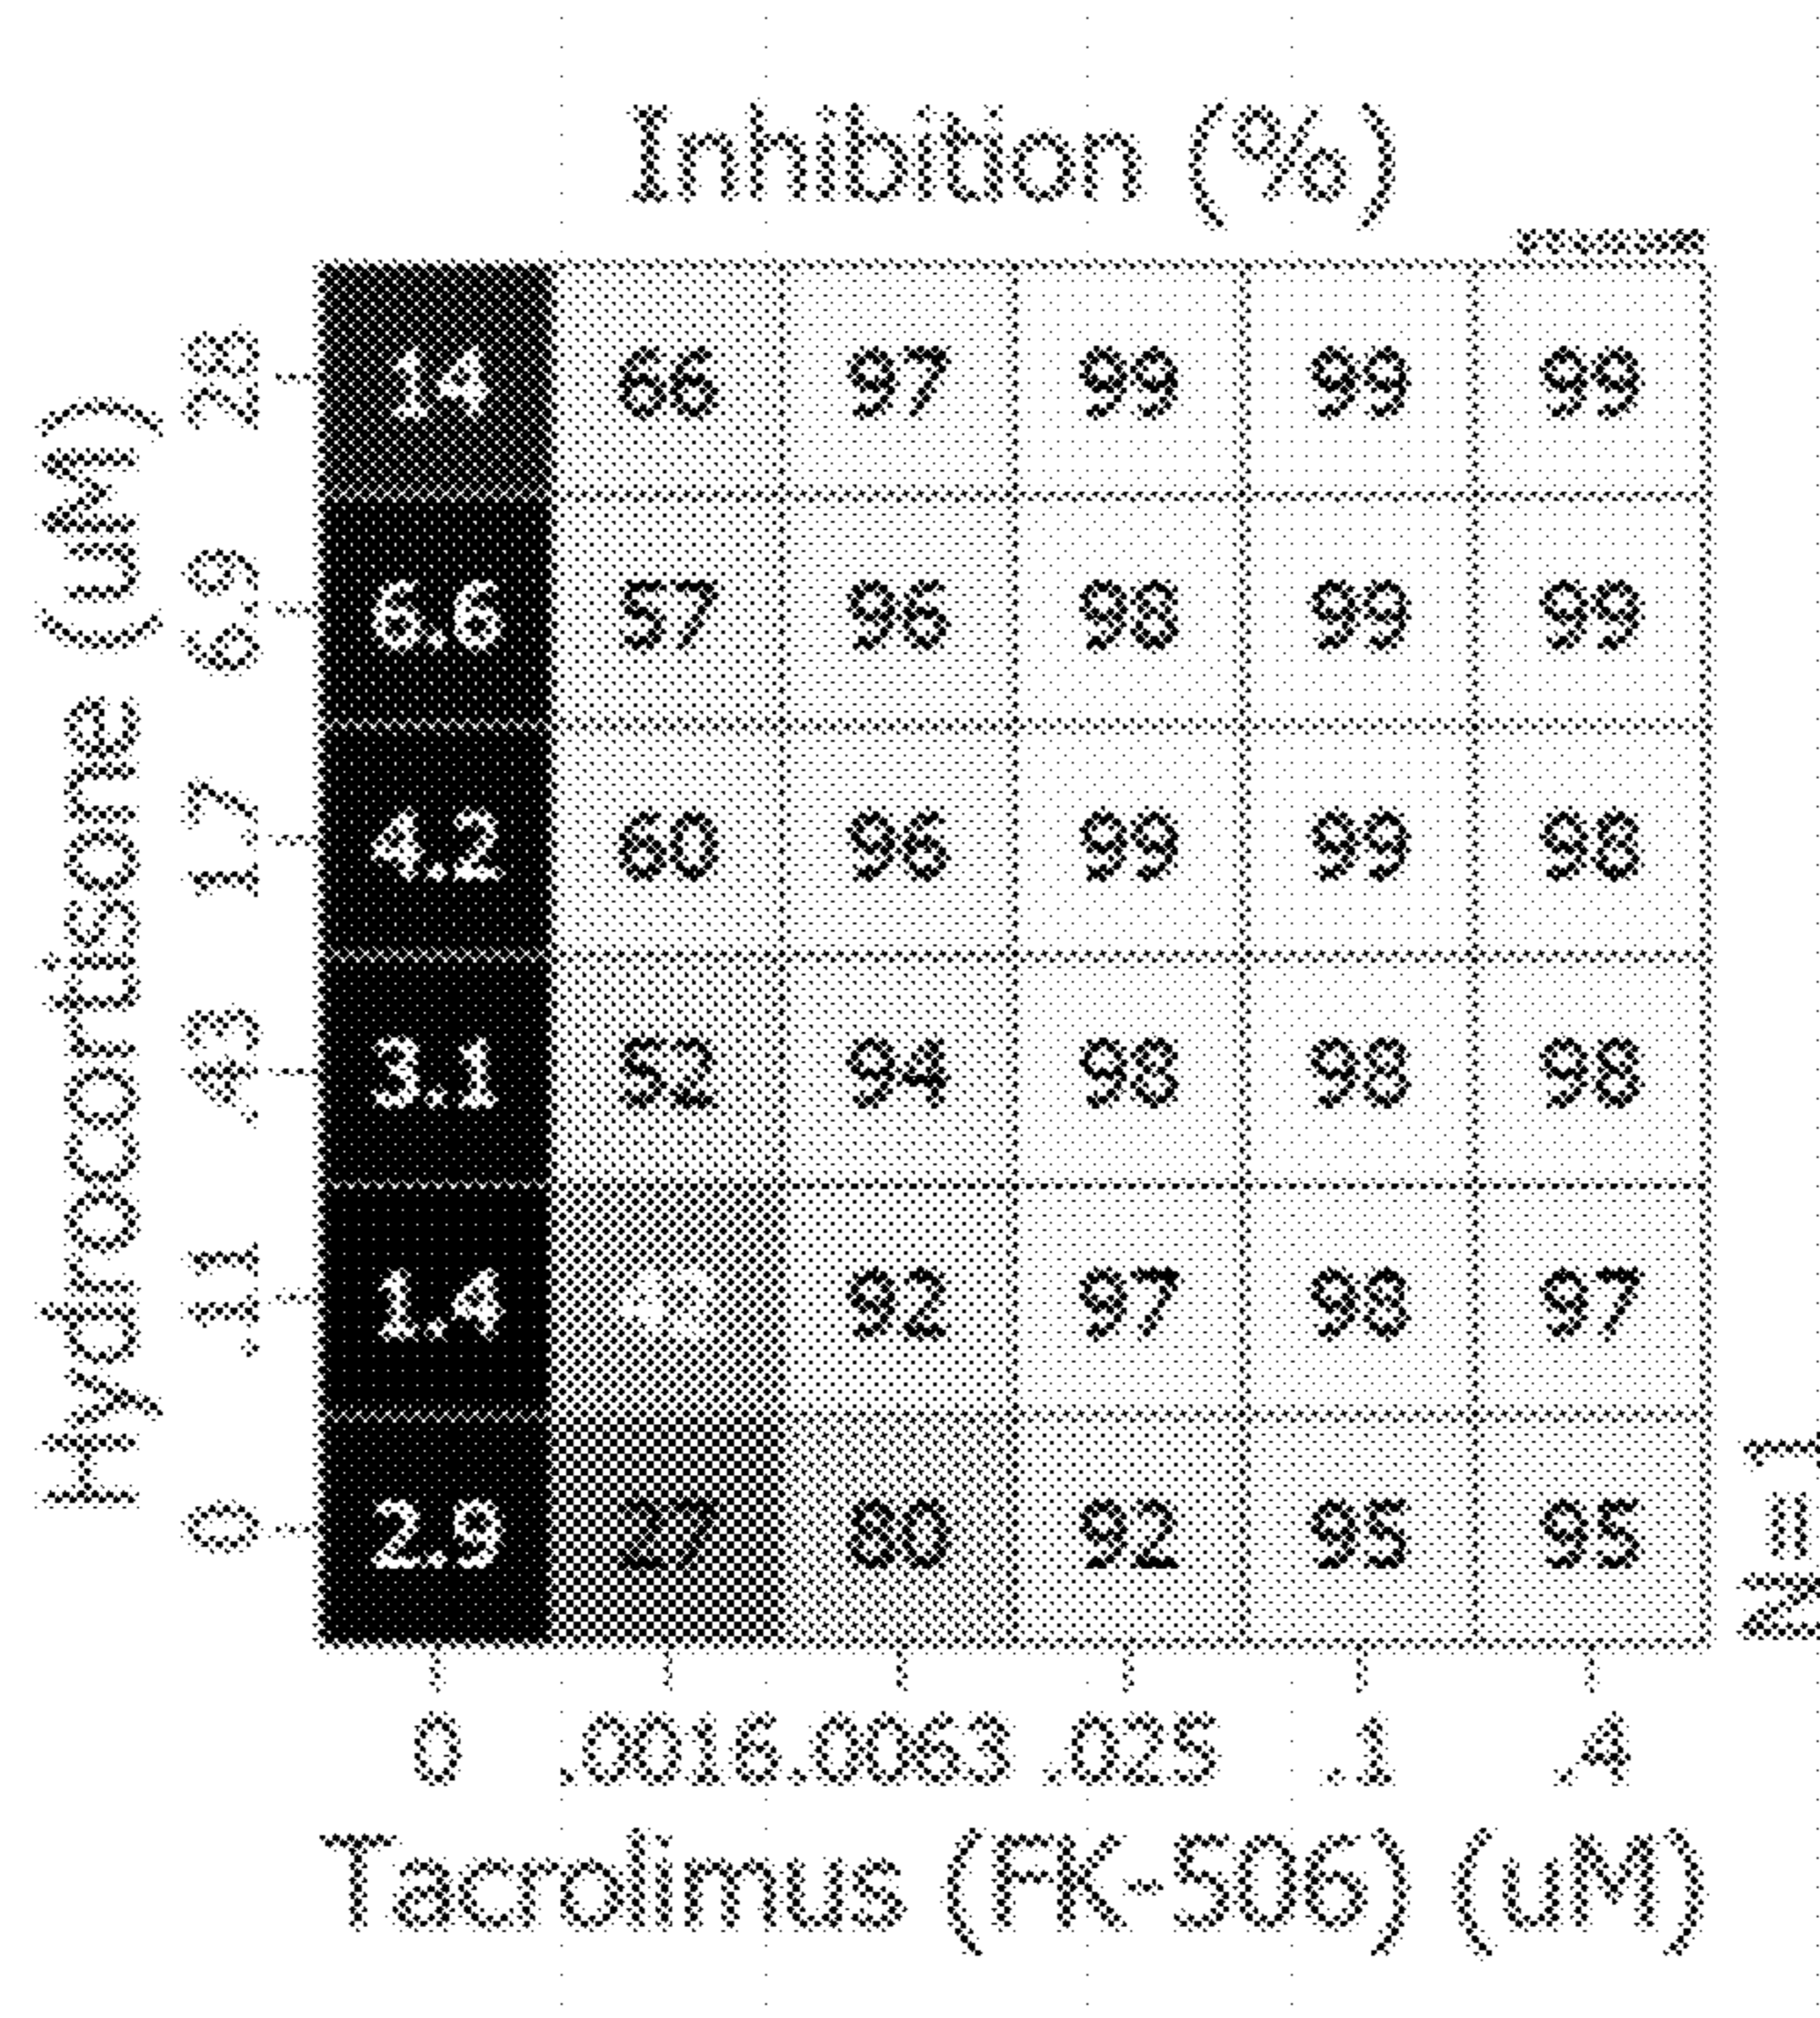 Inhibition (%)
Hydrocortisone (uM)
28 14 66 97 99 99 99
6.9 6.6 57 96 98 99 99
1.7 4.2 60 96 99 99 98
.43 3.1 52 94 98 98 98
.11 1.4 92 97 98 97
0 2.9 27 80 92 95 95
0 .0016 .0063 .025 .1 .4
Tacrolimus (FK-506) (uM)
N=1